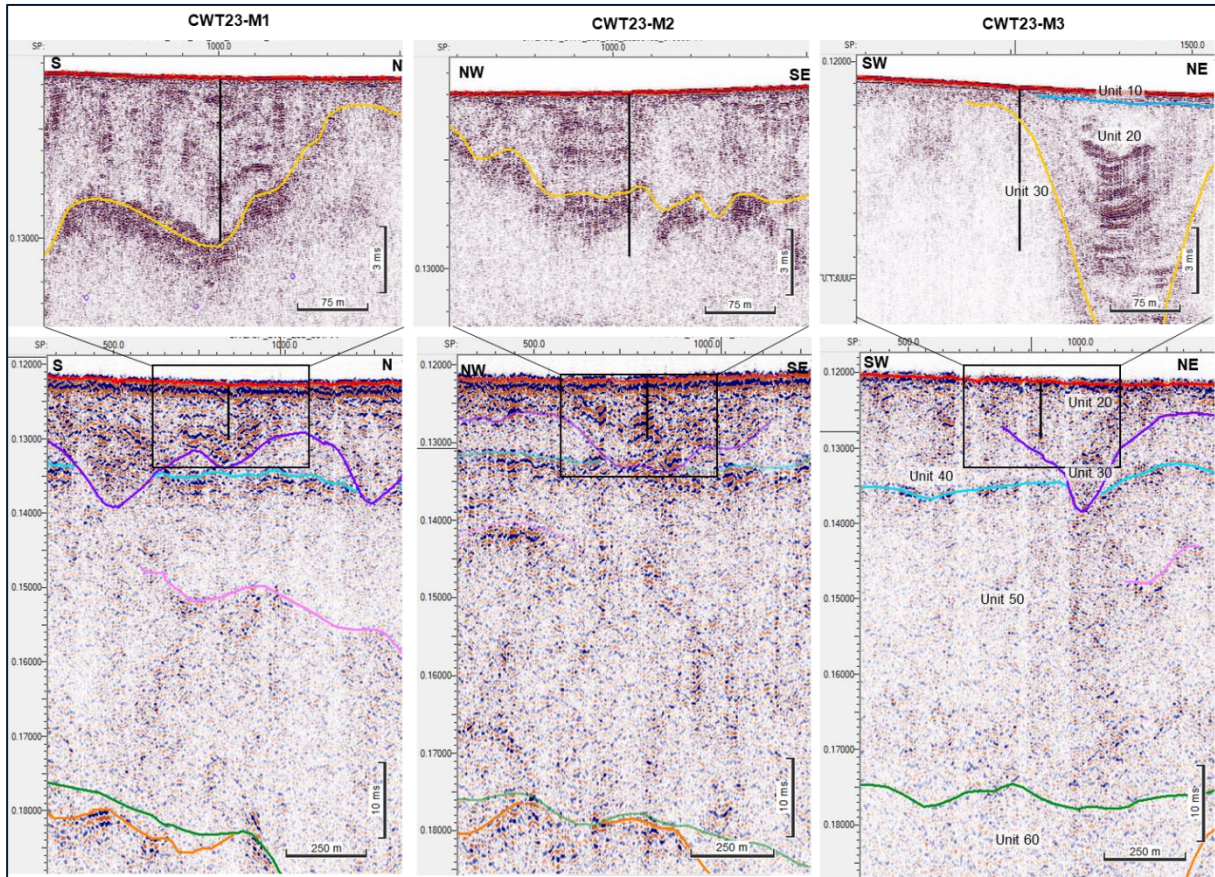 CWT23-M1
CWT23-M2
CWT23-M3
SP: 1000.0
SP: 1000.0
SP: 1500.0
S N
NW SE
SW NE
0.12000
Unit 10
Unit 20
Unit 30
0.13000
3 ms
75 m
0.13000
3 ms
75 m
3 ms
75 m
SP: 500.0 1000.0
S N
0.12000
0.13000
0.14000
0.15000
0.16000
0.17000
0.18000
10 ms
250 m
SP: 500.0 1000.0
NW SE
0.12000
0.13000
0.14000
0.15000
0.16000
0.17000
0.18000
10 ms
250 m
SP: 500.0 1000.0
SW NE
0.12000
Unit 20
0.13000
Unit 40
Unit 30
0.14000
0.15000
Unit 50
0.16000
0.17000
0.18000
Unit 60
10 ms
250 m